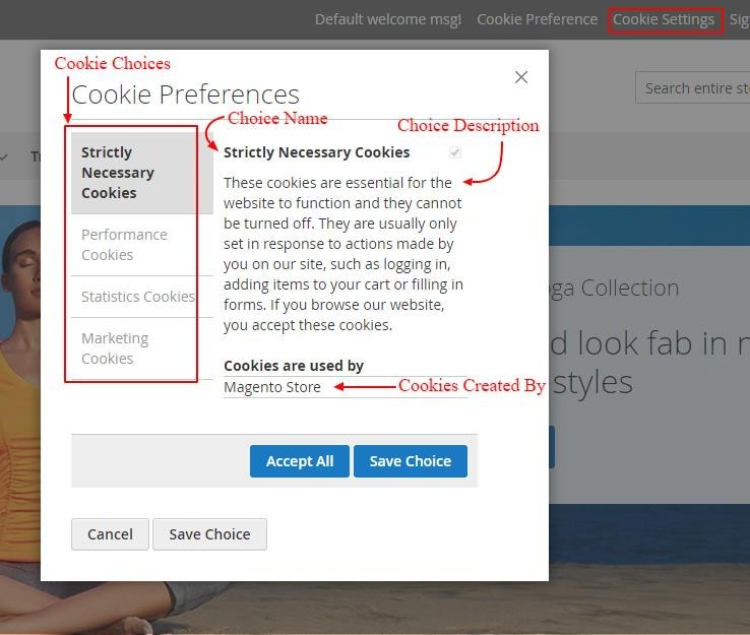 Default welcome msg! Cookie Preference Cookie Settings Sig
Cookie Choices
Cookie Preferences
Search entire sto
Choice Name
Choice Description
Strictly
Necessary
Cookies
Performance
Cookies
Statistics Cookies
Marketing
Cookies
Strictly Necessary Cookies
These cookies are essential for the
website to function and they cannot
be turned off. They are usually only
set in response to actions made by
you on our site, such as logging in,
adding items to your cart or filling in
forms. If you browse our website,
you accept these cookies.
Cookies are used by
Magento Store
Cookies Created By
oga Collection
d look fab in n
styles
Accept All Save Choice
Cancel Save Choice